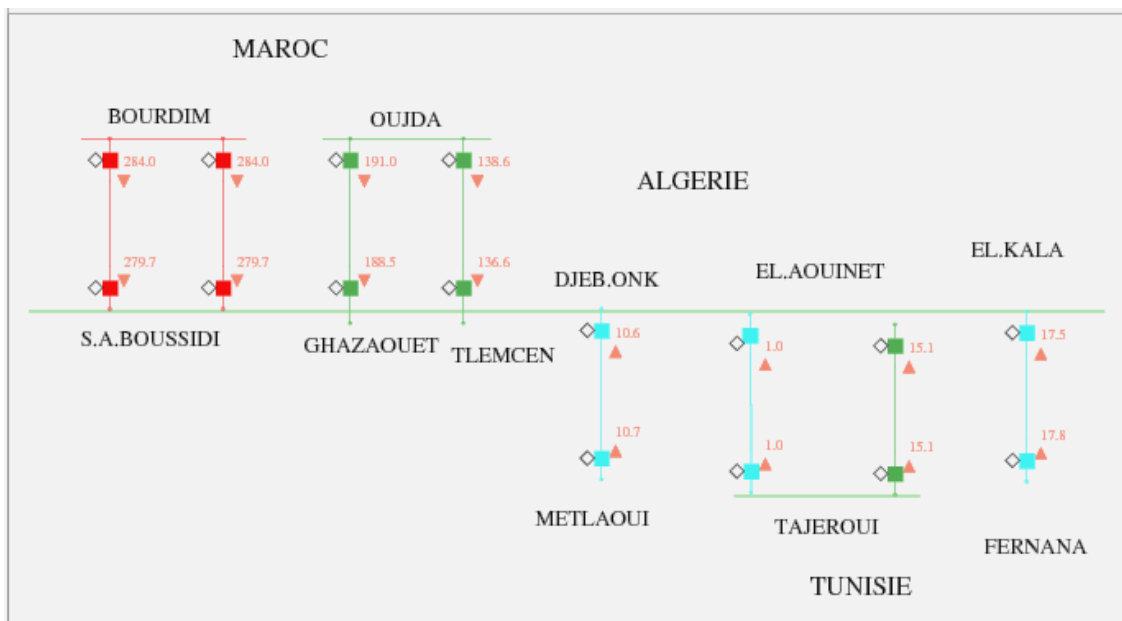 MAROC
BOURDIM
OUJDA
284.0
284.0
191.0
138.6
ALGERIE
279.7
279.7
188.5
136.6
EL.KALA
DJEB.ONK
EL.AOUINET
S.A.BOUSSIDI
GHAZAOUET
TLEMCEN
10.6
1.0
15.1
17.5
10.7
1.0
15.1
17.8
METLAOUI
TAJEROUI
FERNANA
TUNISIE